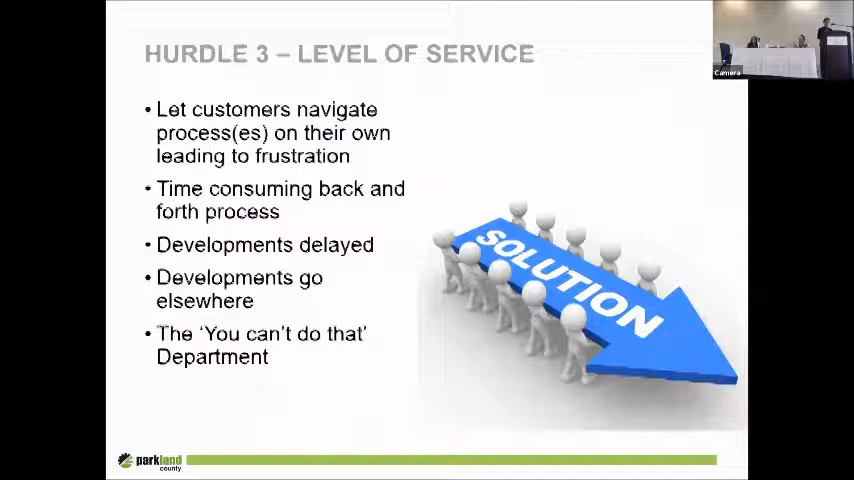 HURDLE 3 – LEVEL OF SERVICE
Camera
• Let customers navigate
process(es) on their own
leading to frustration
• Time consuming back and
forth process
• Developments delayed
• Developments go
elsewhere
• The ‘You can’t do that’
Department
SOLUTION
parkland
county